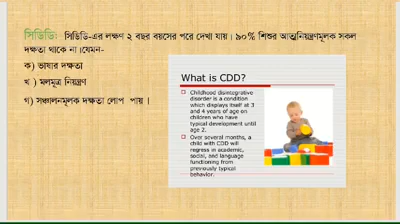 সিডিডি: সিডিডি-এর লক্ষণ ২ বছর বয়সের পরে দেখা যায়। ৯০% শিশুর আত্মনিয়ন্ত্রণমূলক সকল
দক্ষতা থাকে না।যেমন-
ক) ভাষার দক্ষতা
খ ) মলমূত্র নিয়ন্ত্রণ
গ) সঞ্চালনমূলক দক্ষতা লোপ পায় ।
What is CDD?
Childhood disintegrative
disorder is a condition
which displays itself at 3
and 4 years of age on
children who have
typical development until
age 2.
Over several months, a
child with CDD will
regress in academic,
social, and language
functioning from
previously typical
behavior.